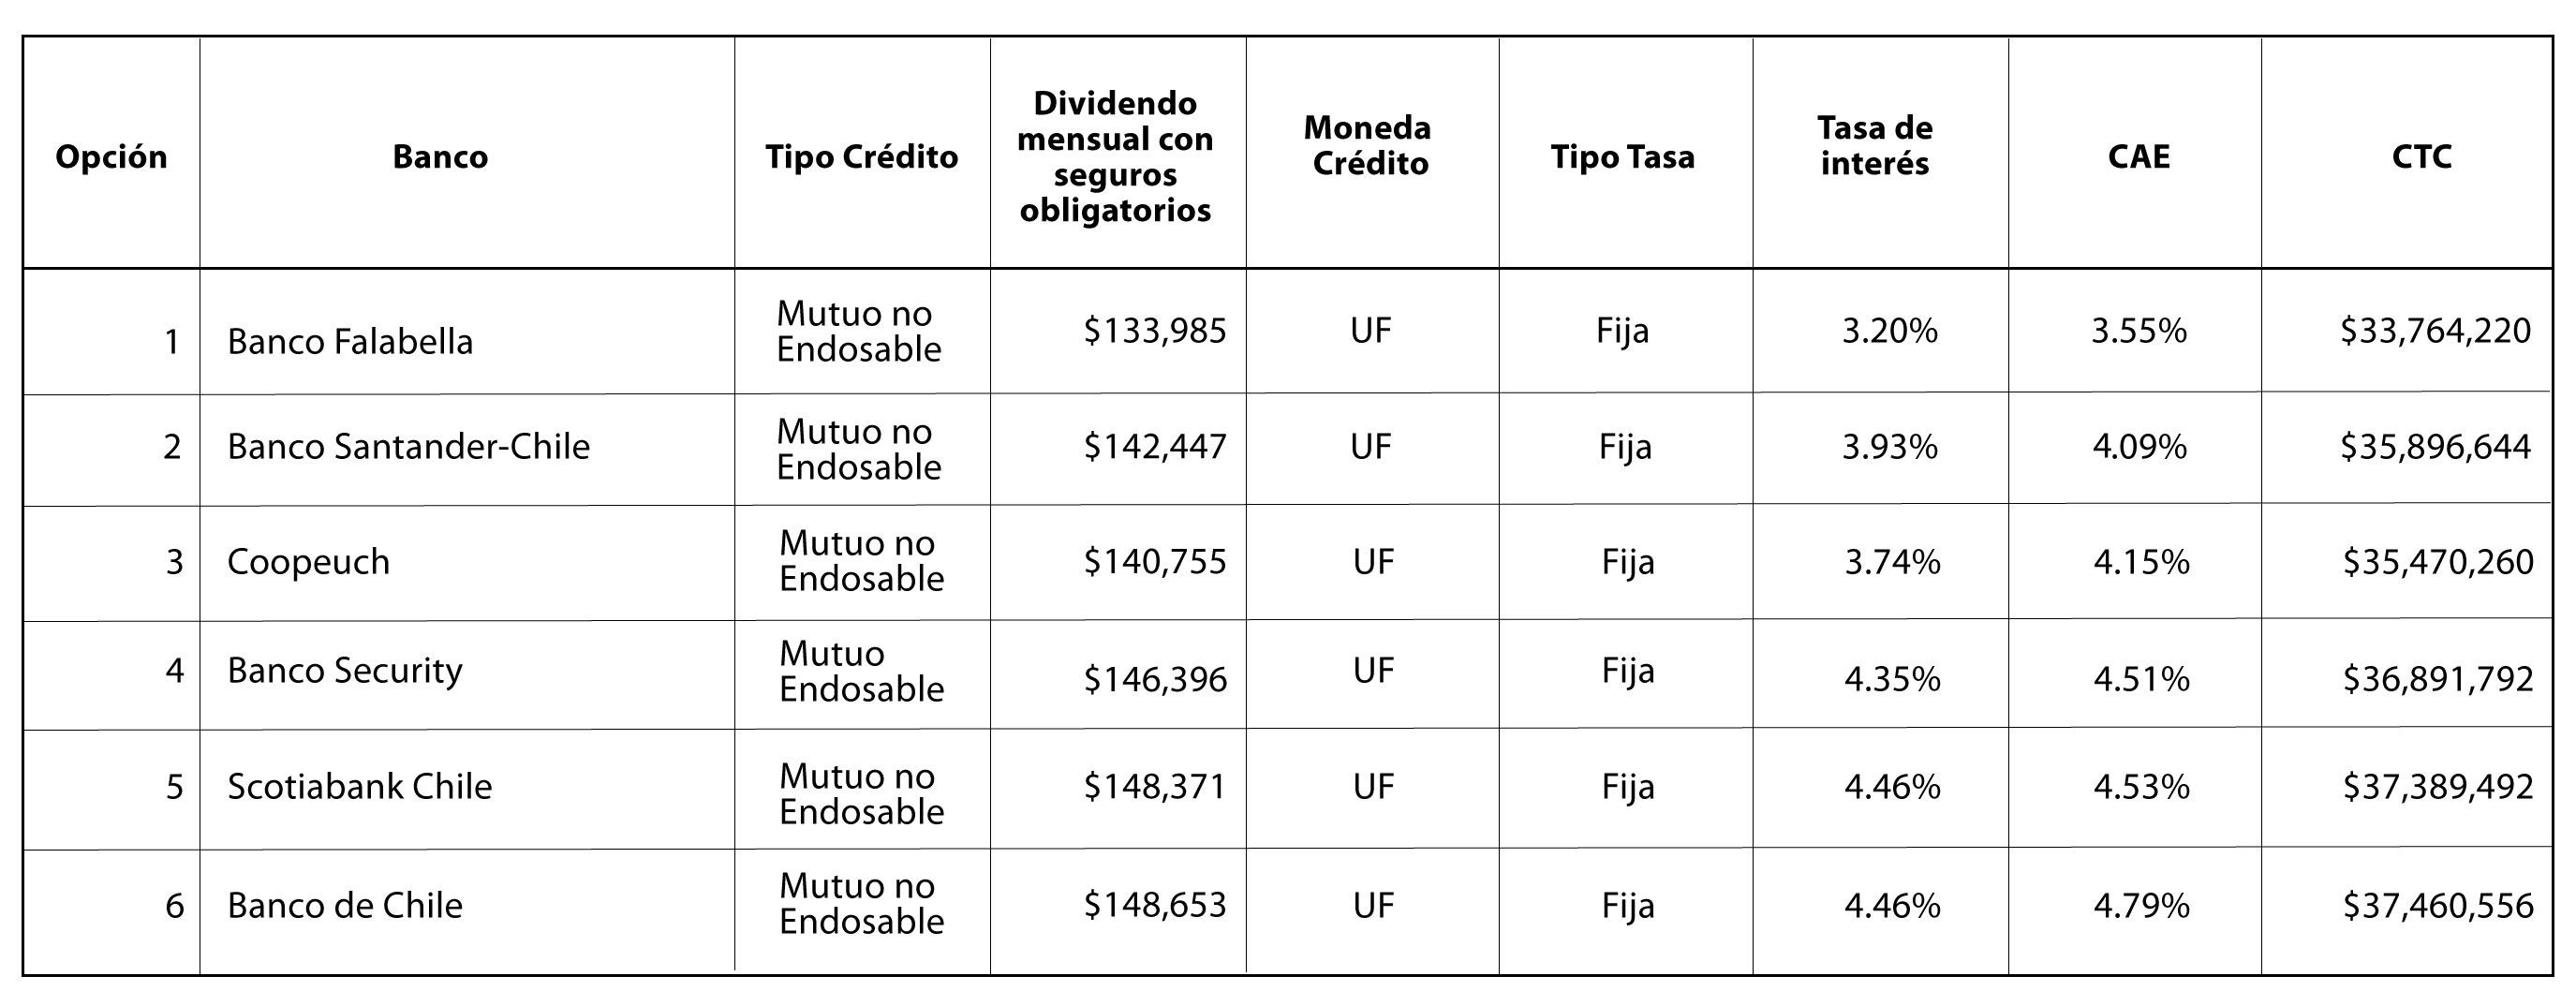 Opción Banco Tipo Crédito Dividendo mensual con seguros obligatorios Moneda Crédito Tipo Tasa Tasa de interés CAE CTC
1 Banco Falabella Mutuo no Endosable $133,985 UF Fija 3.20% 3.55% $33,764,220
2 Banco Santander-Chile Mutuo no Endosable $142,447 UF Fija 3.93% 4.09% $35,896,644
3 Coopeuch Mutuo no Endosable $140,755 UF Fija 3.74% 4.15% $35,470,260
4 Banco Security Mutuo Endosable $146,396 UF Fija 4.35% 4.51% $36,891,792
5 Scotiabank Chile Mutuo no Endosable $148,371 UF Fija 4.46% 4.53% $37,389,492
6 Banco de Chile Mutuo no Endosable $148,653 UF Fija 4.46% 4.79% $37,460,556